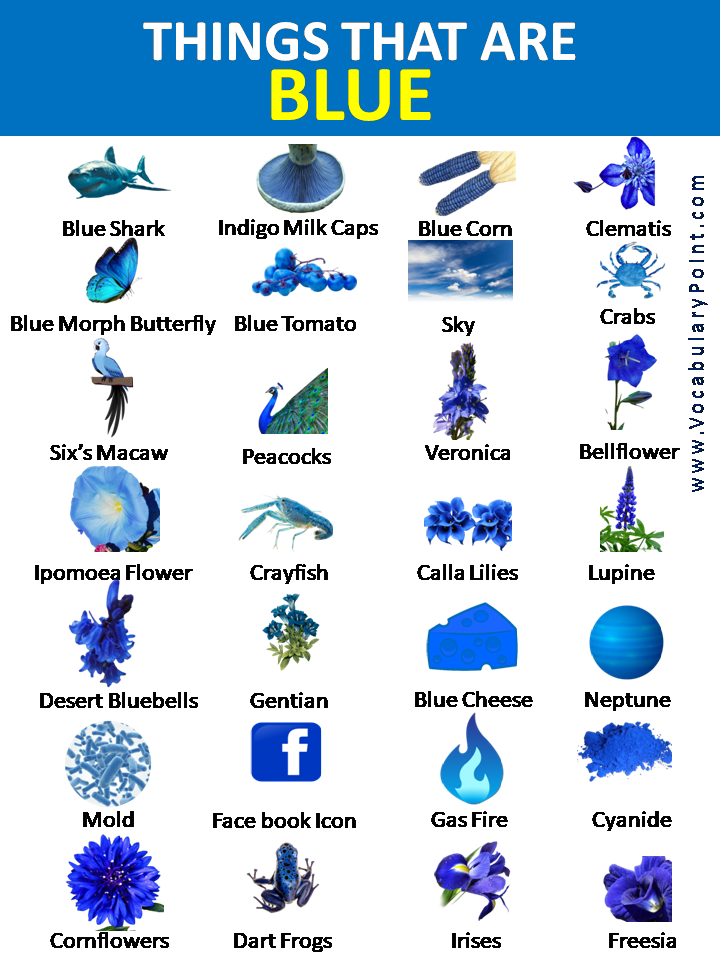 THINGS THAT ARE
BLUE
Blue Shark
Indigo Milk Caps
Blue Corn
Clematis
Blue Morph Butterfly
Blue Tomato
Sky
Crabs
Six's Macaw
Peacocks
Veronica
Bellflower
Ipomoea Flower
Crayfish
Calla Lilies
Lupine
Desert Bluebells
Gentian
Blue Cheese
Neptune
Mold
f
Face book Icon
Gas Fire
Cyanide
Cornflowers
Dart Frogs
Irises
Freesia
www.VocabularyPoint.com